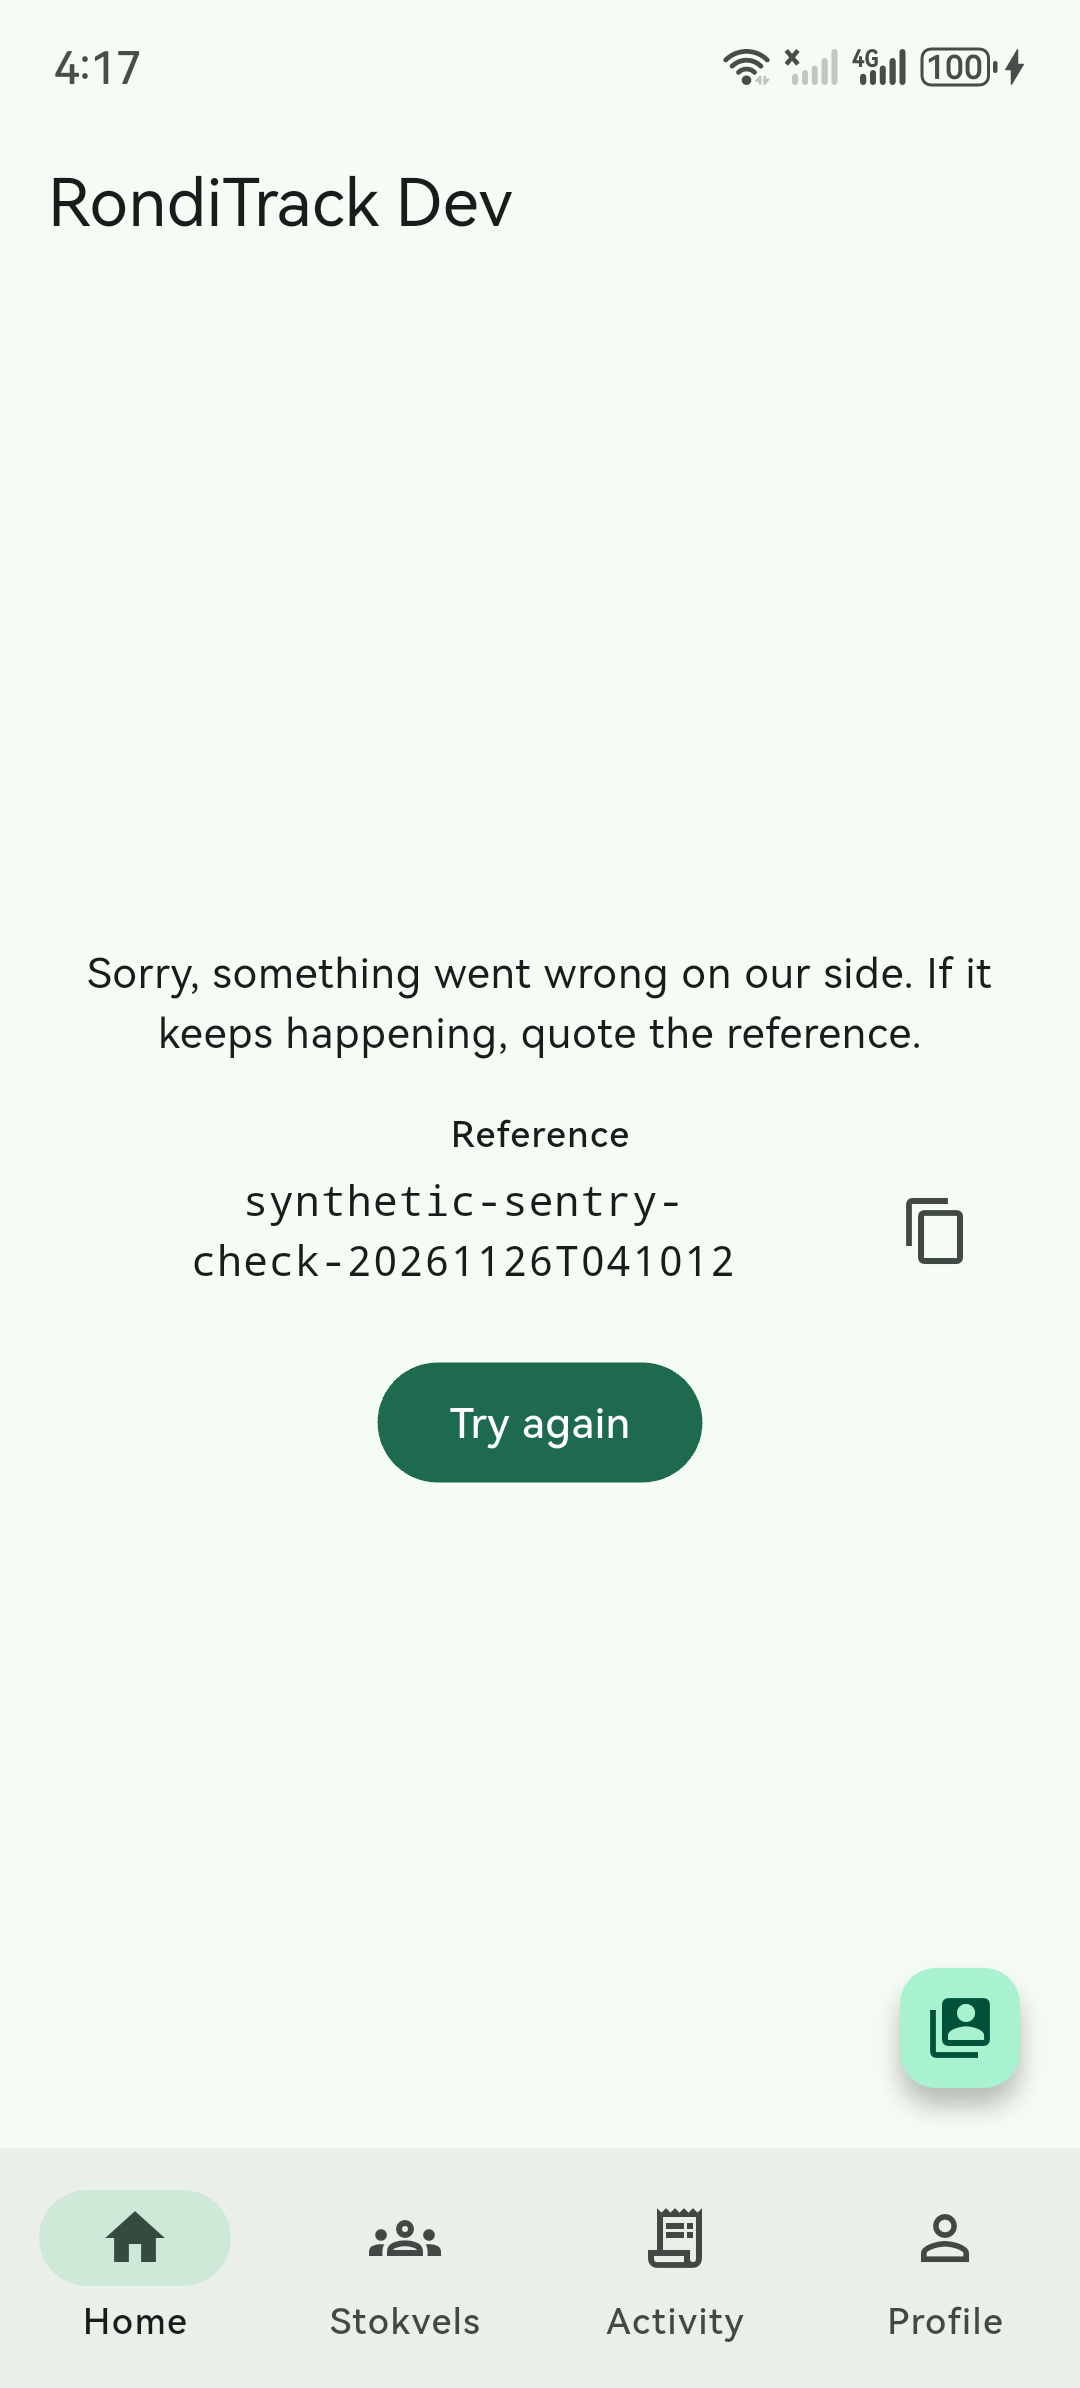 4:17
4G
100
RondiTrack Dev
Sorry, something went wrong on our side. If it
keeps happening, quote the reference.
Reference
synthetic-sentry-
check-20261126T041012
Try again
Home
Stokvels
Activity
Profile